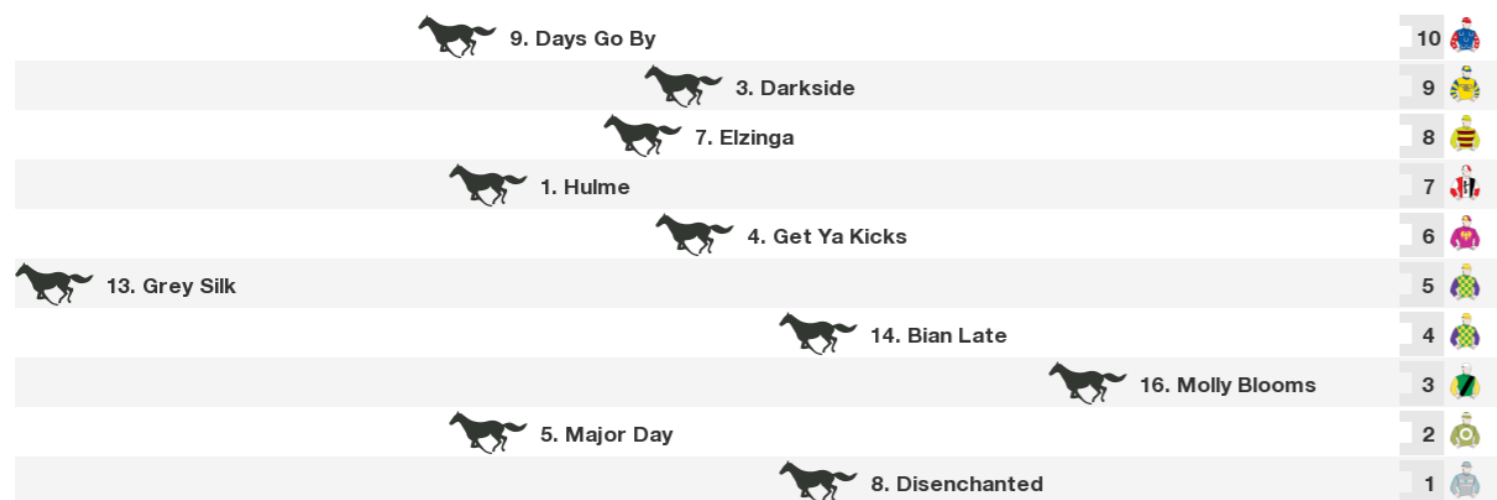 9. Days Go By 10
3. Darkside 9
7. Elzinga 8
1. Hulme 7
4. Get Ya Kicks 6
13. Grey Silk 5
14. Bian Late 4
16. Molly Blooms 3
5. Major Day 2
8. Disenchanted 1